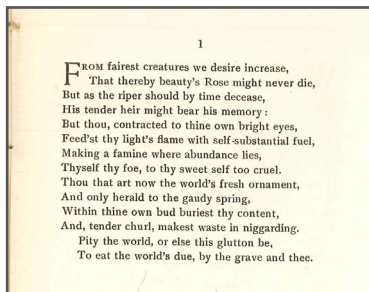 1
FROM fairest creatures we desire increase,
That thereby beauty's Rose might never die,
But as the riper should by time decease,
His tender heir might bear his memory :
But thou, contracted to thine own bright eyes,
Feed'st thy light's flame with self-substantial fuel,
Making a famine where abundance lies,
Thyself thy foe, to thy sweet self too cruel.
Thou that art now the world's fresh ornament,
And only herald to the gaudy spring,
Within thine own bud buriest thy content,
And, tender churl, makest waste in niggarding.
Pity the world, or else this glutton be,
To eat the world's due, by the grave and thee.